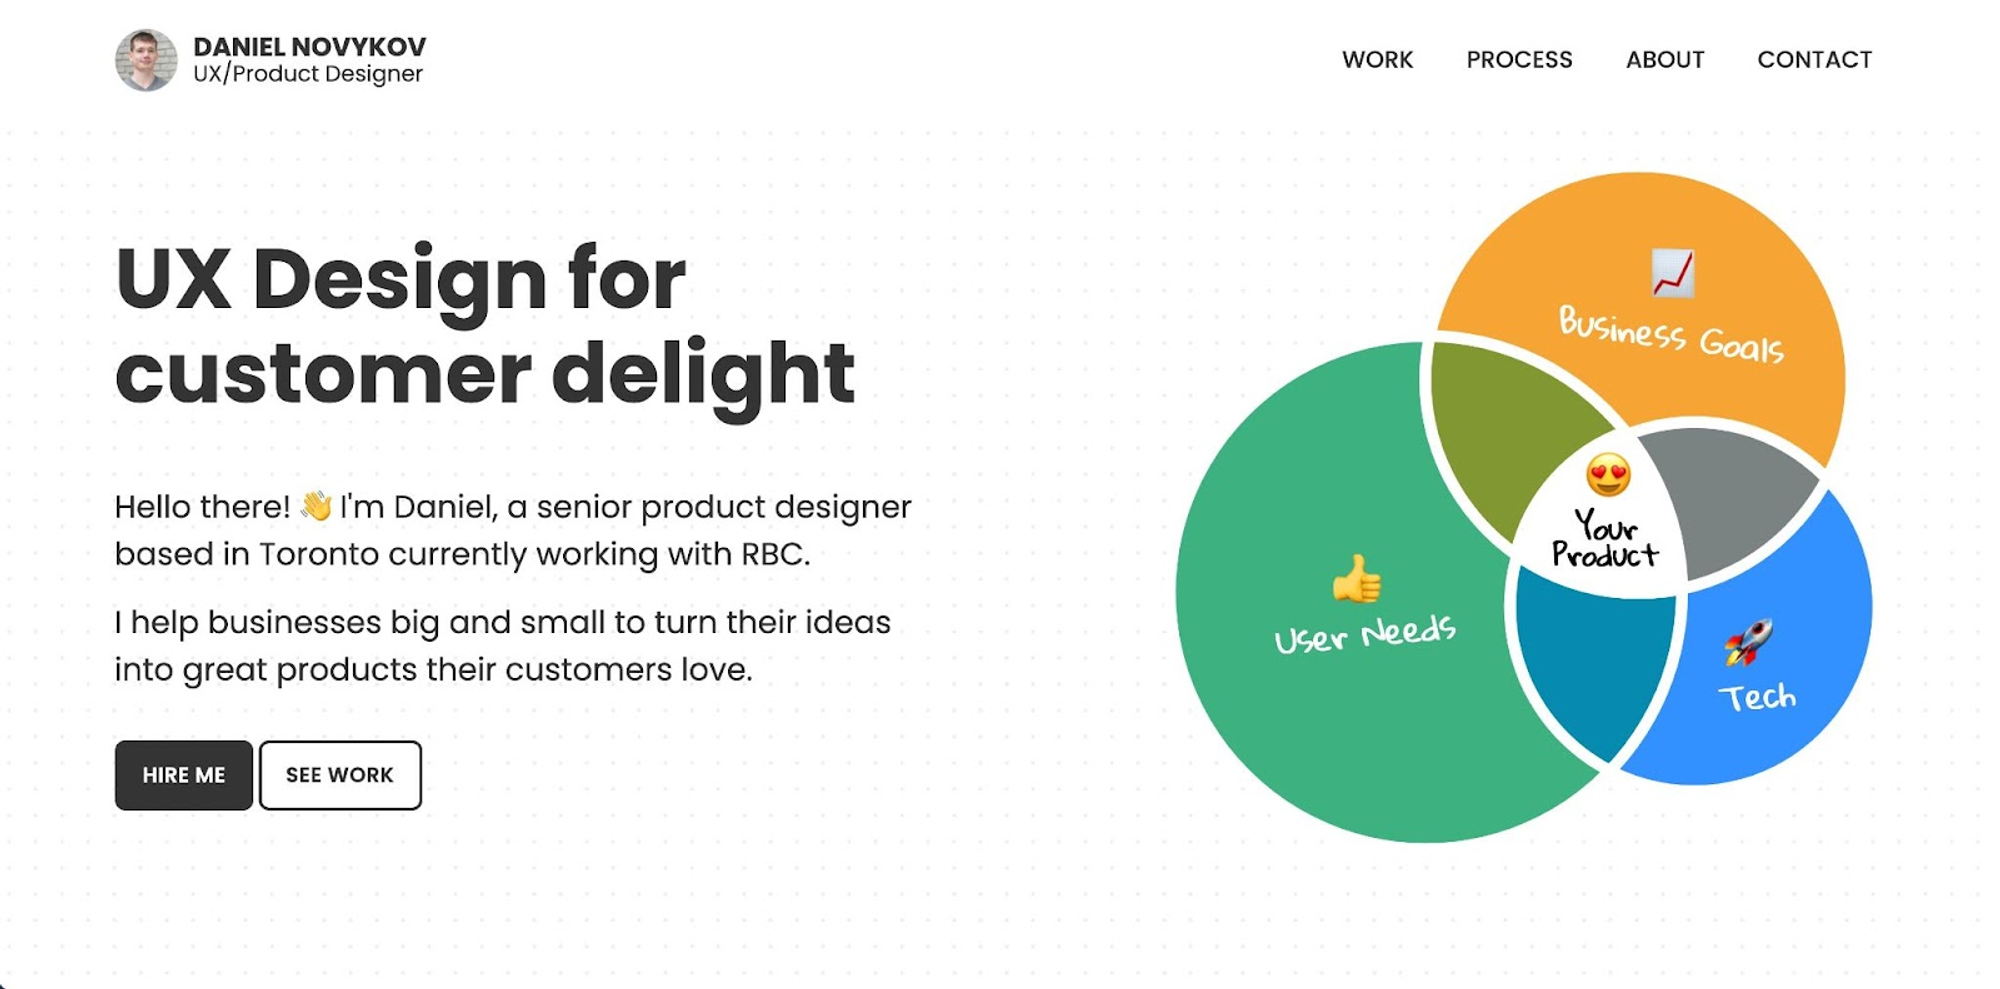 DANIEL NOVYKOV
UX/Product Designer
WORK PROCESS ABOUT CONTACT
UX Design for
customer delight
Hello there! 👋 I'm Daniel, a senior product designer
based in Toronto currently working with RBC.
I help businesses big and small to turn their ideas
into great products their customers love.
HIRE ME SEE WORK
Business Goals
Your
Product
User Needs
Tech